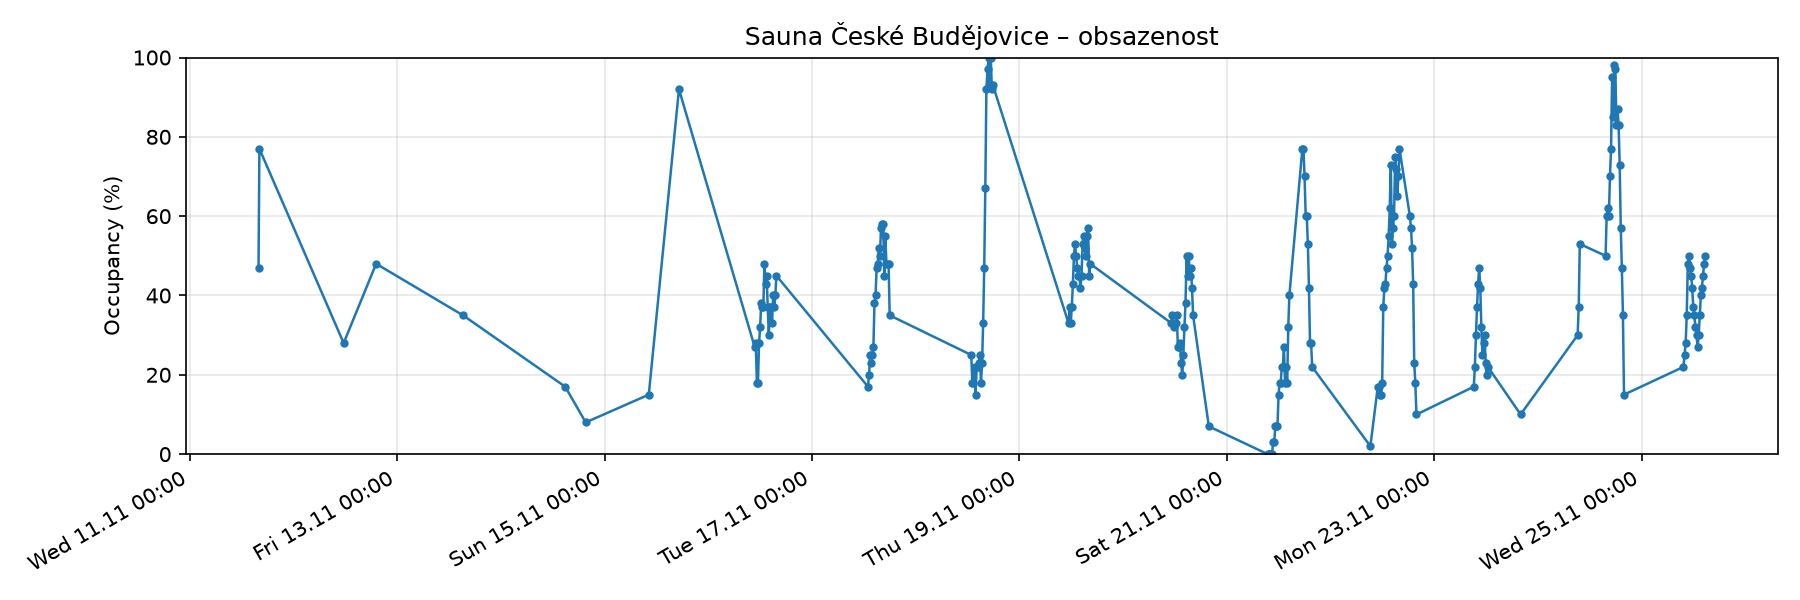 Sauna České Budějovice – obsazenost
Occupancy (%)
100
80
60
40
20
0
Wed 11.11 00:00
Fri 13.11 00:00
Sun 15.11 00:00
Tue 17.11 00:00
Thu 19.11 00:00
Sat 21.11 00:00
Mon 23.11 00:00
Wed 25.11 00:00